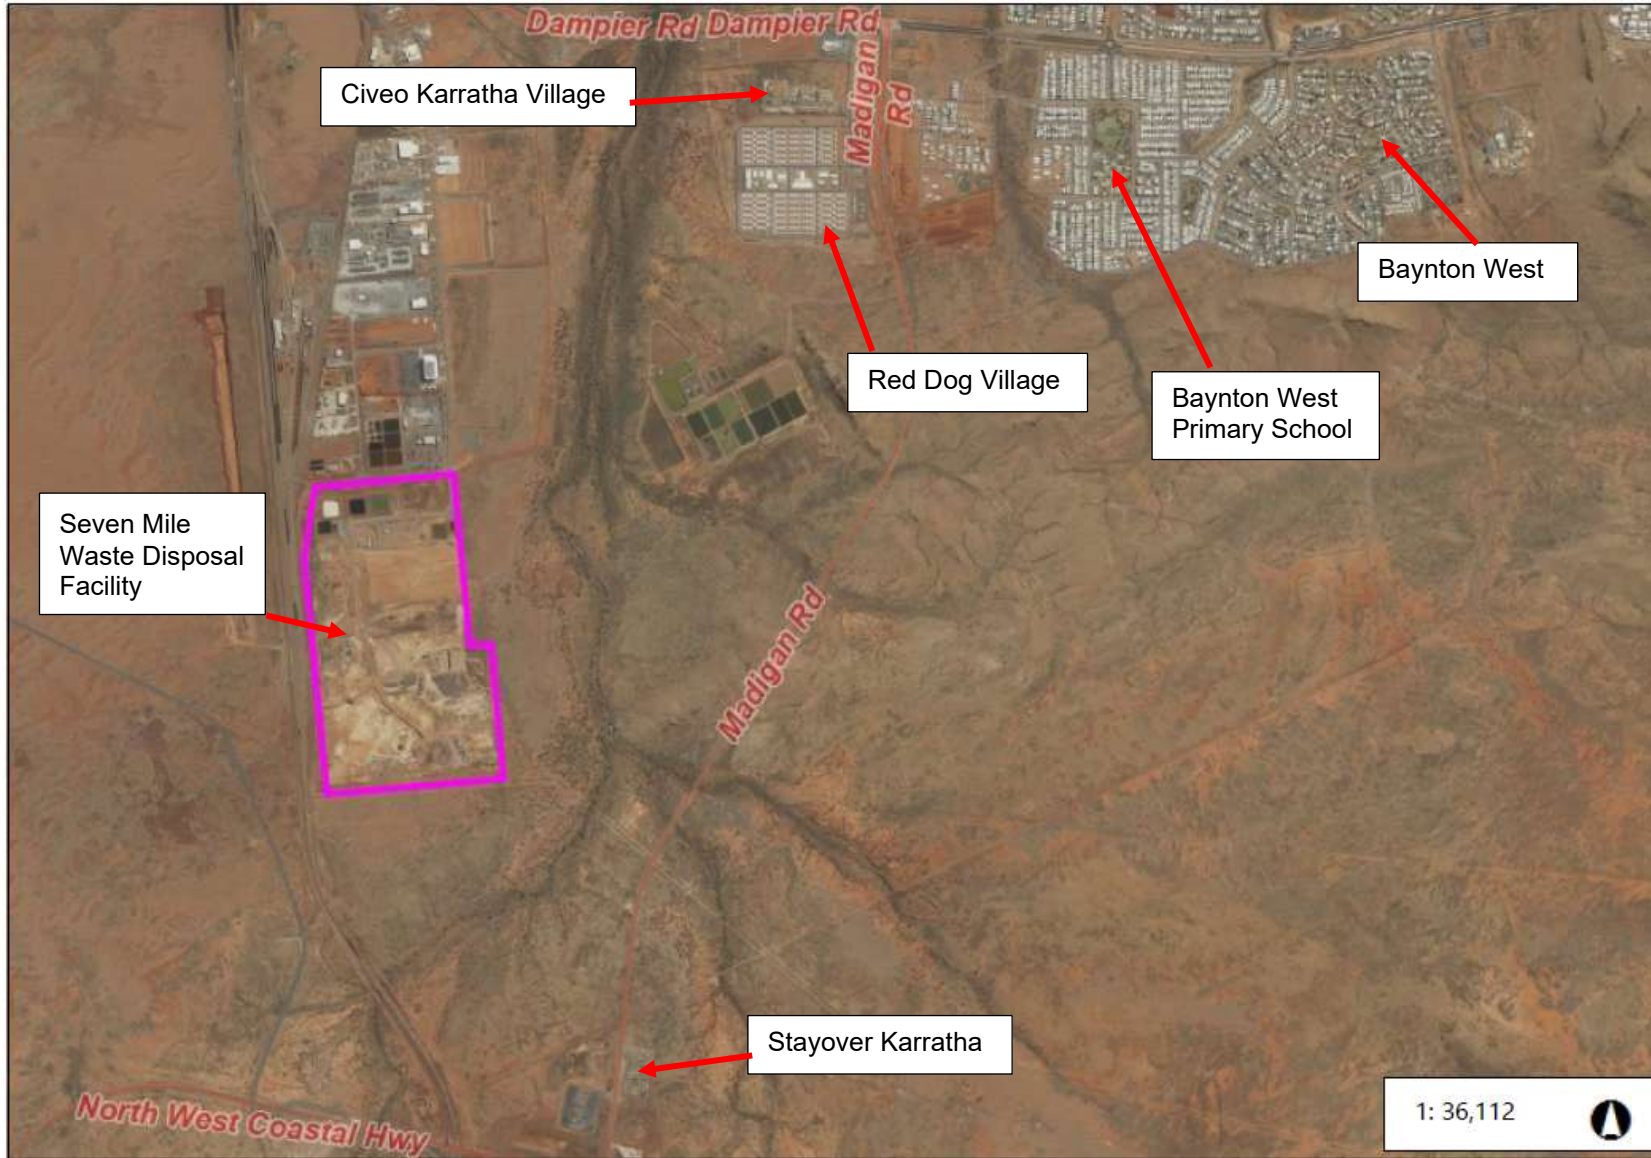 Dampier Rd Dampier Rd
Civeo Karratha Village
Madigan
Rd
Baynton West
Red Dog Village
Baynton West
Primary School
Seven Mile
Waste Disposal
Facility
Madigan Rd
Stayover Karratha
North West Coastal Hwy
1: 36,112